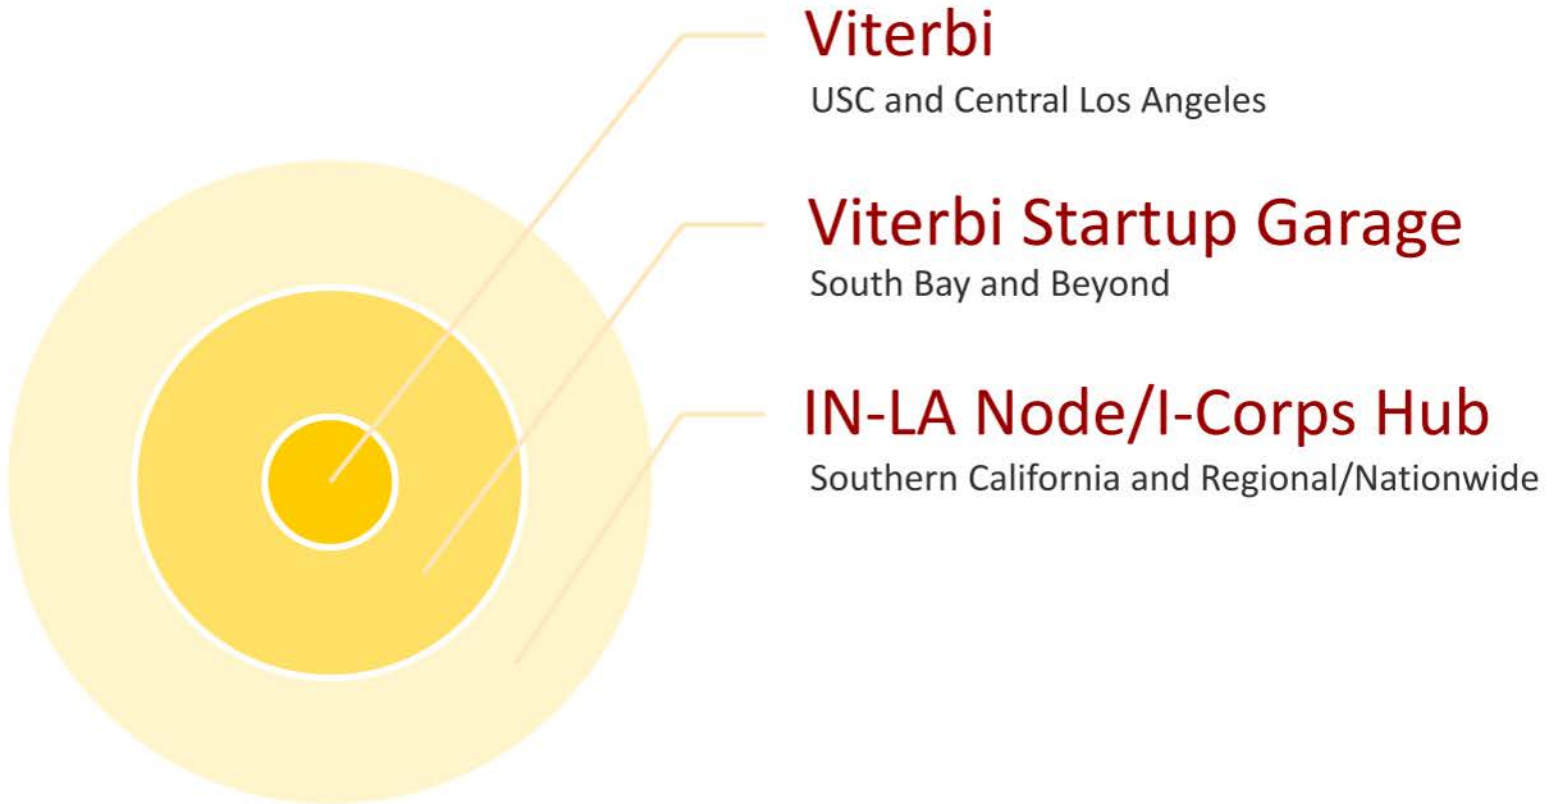 Viterbi
USC and Central Los Angeles
Viterbi Startup Garage
South Bay and Beyond
IN-LA Node/I-Corps Hub
Southern California and Regional/Nationwide